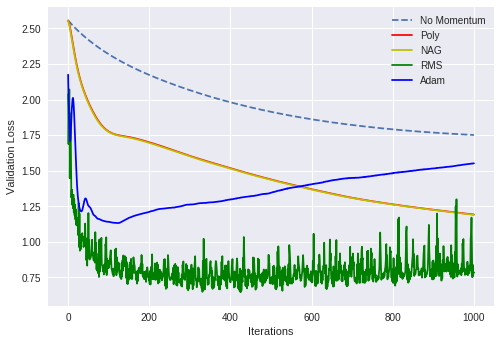 2.50
2.25
2.00
1.75
1.50
1.25
1.00
0.75
Validation Loss
No Momentum
Poly
NAG
RMS
Adam
0 200 400 600 800 1000
Iterations